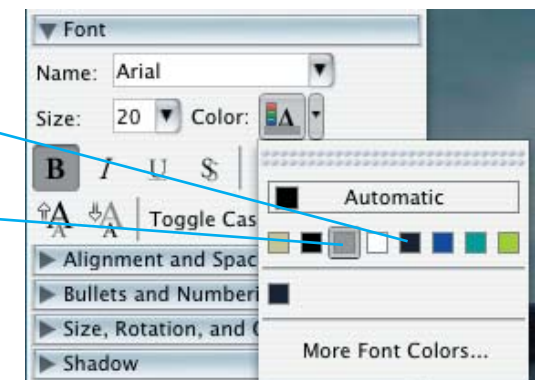 Font
Name: Arial
Size: 20 Color: A
B I U S
A A Toggle Cas
Automatic
Alignment and Spac
Bullets and Numberi
Size, Rotation, and
More Font Colors...
Shadow